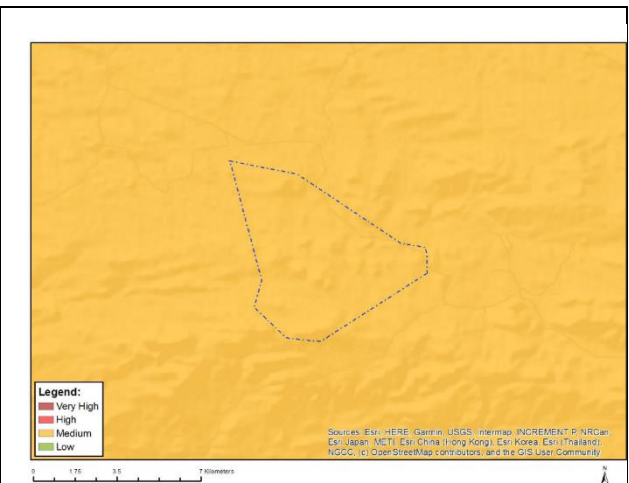 Legend:
Very High
High
Medium
Low
Sources: Esri, HERE, Garmin, USGS, Intermap, INCREMENT P, NRCan,
Esri Japan, METI, Esri China (Hong Kong), Esri Korea, Esri (Thailand),
NGCC, (c) OpenStreetMap contributors, and the GIS User Community
0 1.75 3.5 7 Kilometers
N